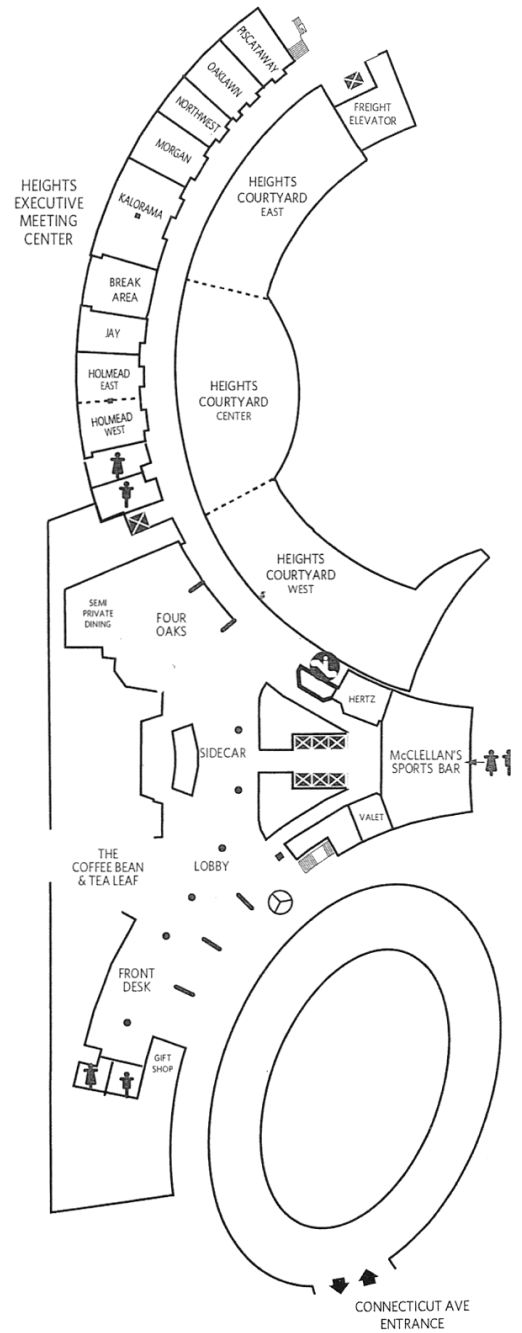 PISCATAWAY
OAKLAWN
NORTHWEST
MORGAN
KALORAMA
HEIGHTS
EXECUTIVE
MEETING
CENTER
FREIGHT
ELEVATOR
HEIGHTS
COURTYARD
EAST
BREAK
AREA
JAY
HOLMEAD
EAST
HOLMEAD
WEST
HEIGHTS
COURTYARD
CENTER
HEIGHTS
COURTYARD
WEST
SEMI
PRIVATE
DINING
FOUR
OAKS
HERTZ
SIDECAR
McCLELLAN'S
SPORTS BAR
VALET
THE
COFFEE BEAN
& TEA LEAF
LOBBY
FRONT
DESK
GIFT
SHOP
CONNECTICUT AVE
ENTRANCE